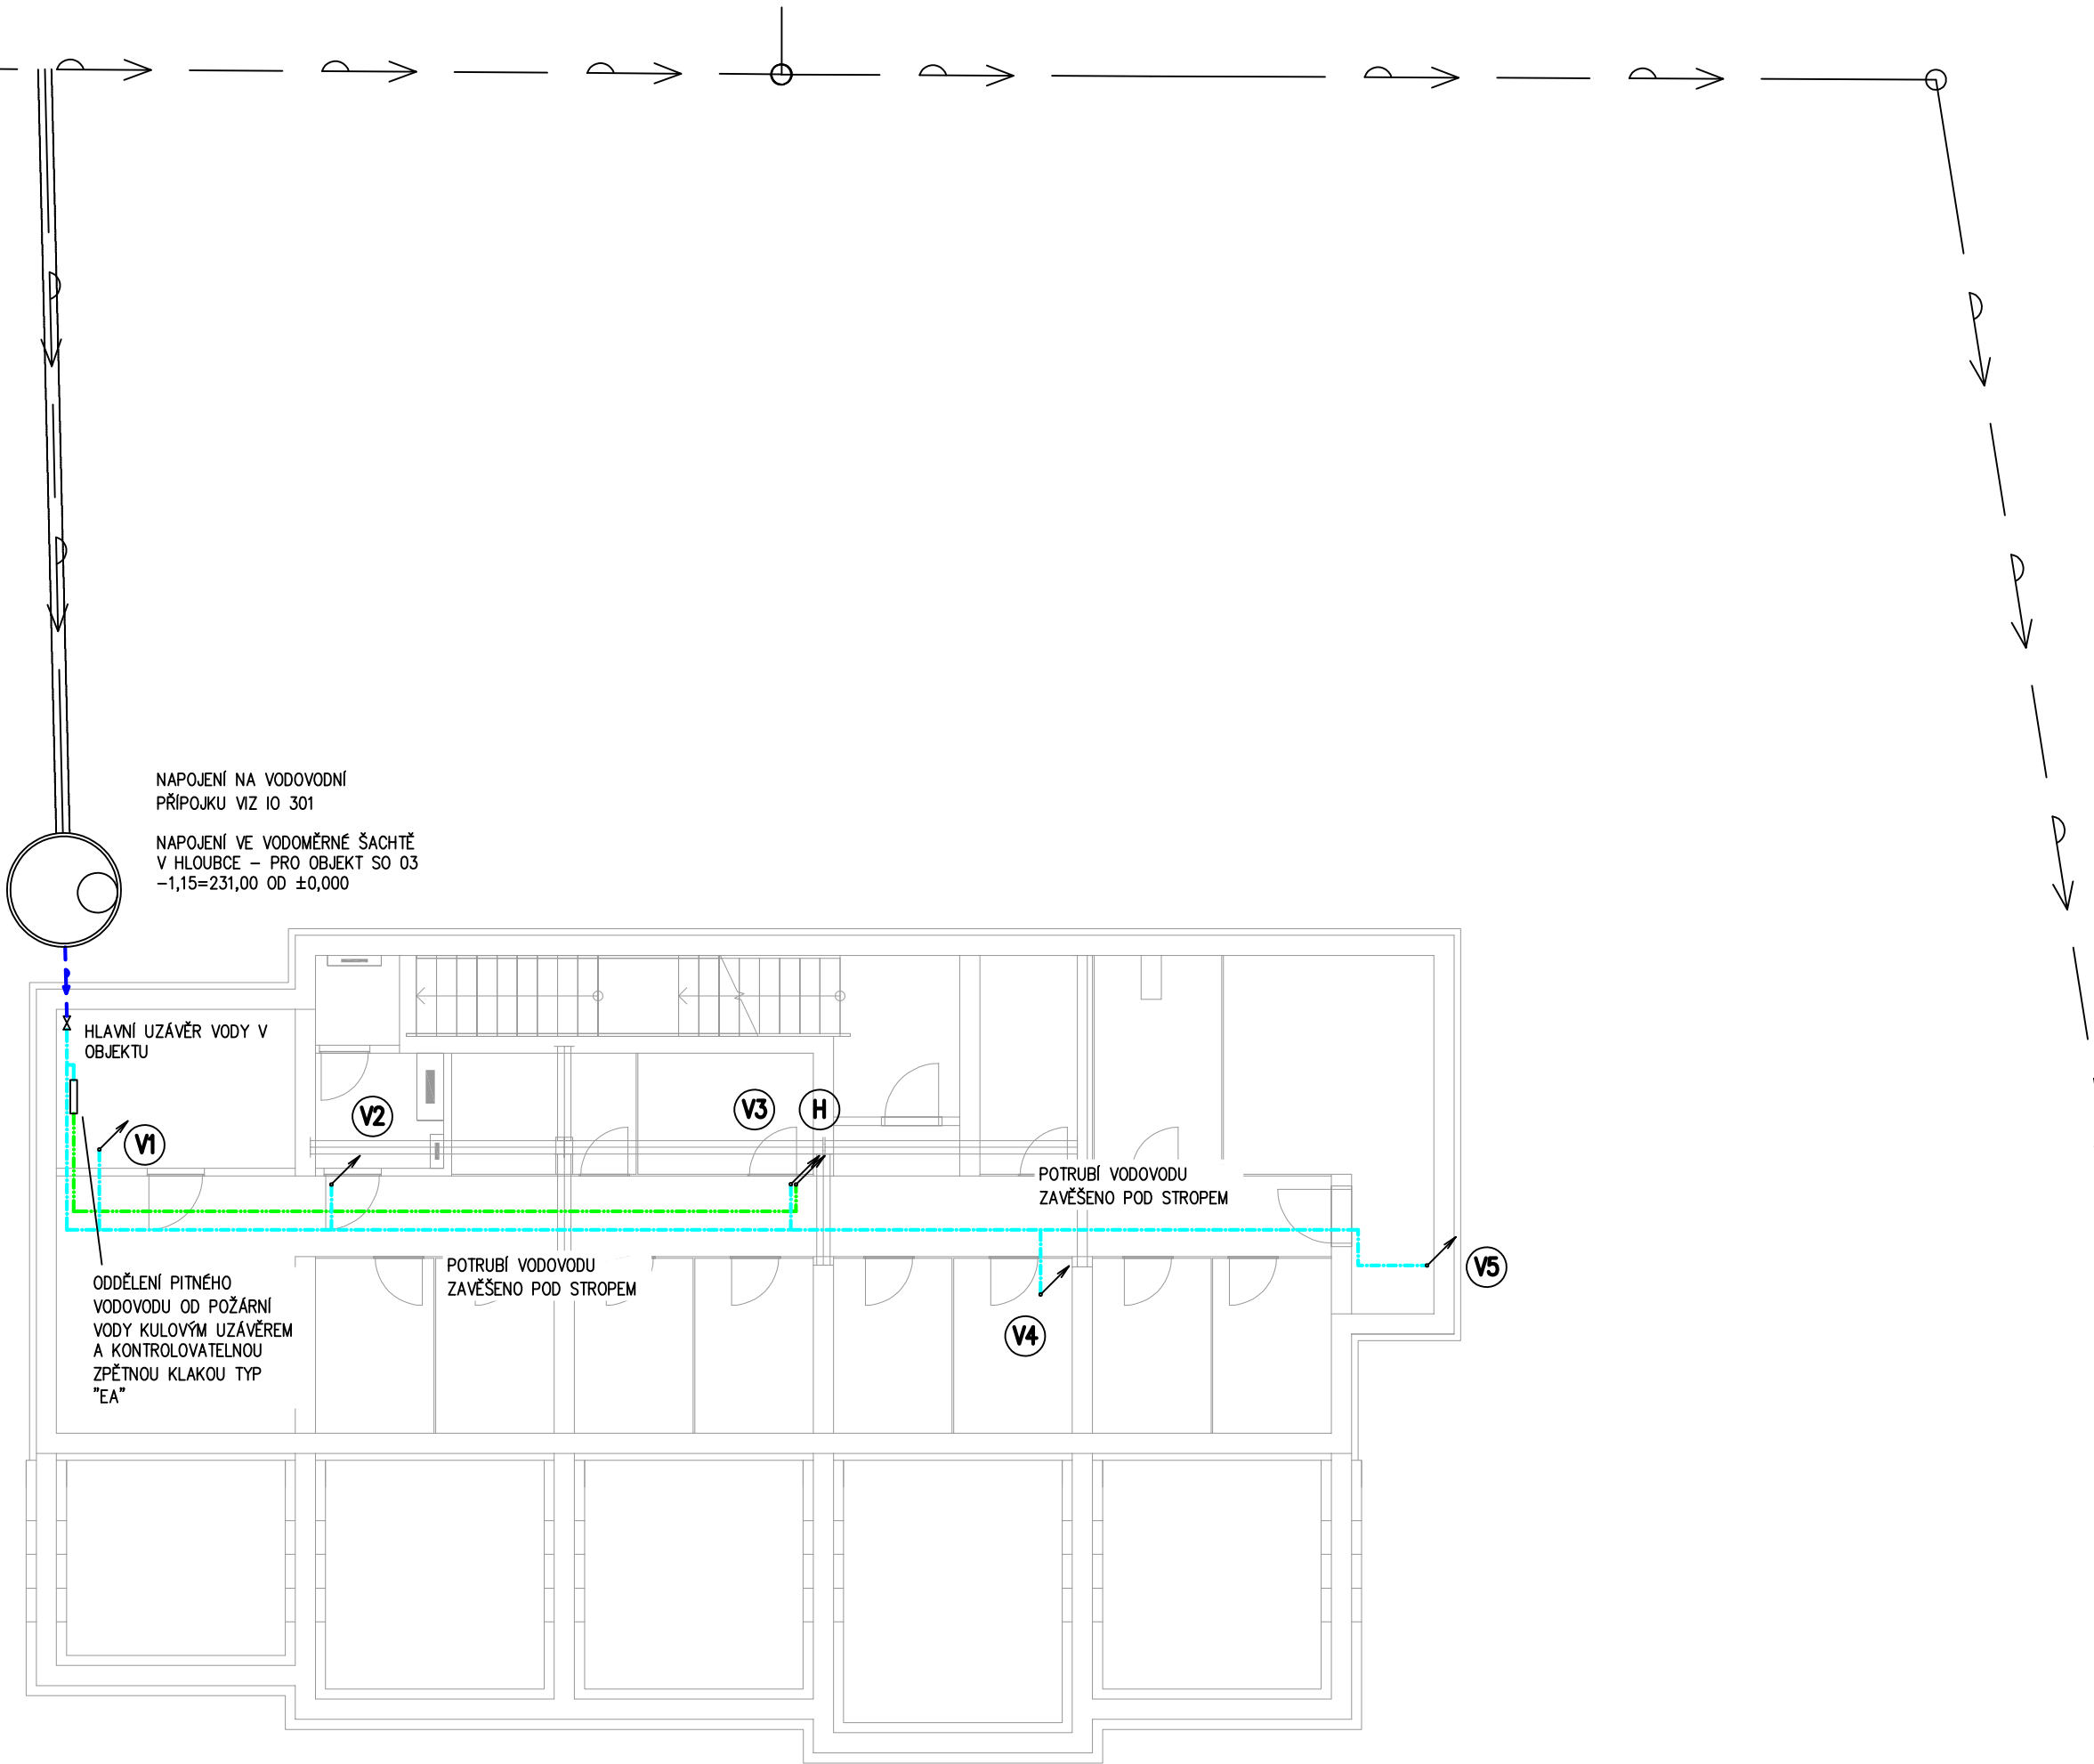 NAPOJENÍ NA VODOVODNÍ
PŘÍPOJKU VIZ IO 301
NAPOJENÍ VE VODOMĚRNÉ ŠACHTĚ
V HLOUBCE – PRO OBJEKT SO 03
–1,15=231,00 OD ±0,000
HLAVNÍ UZÁVĚR VODY V
OBJEKTU
V1
V2
V3
H
POTRUBÍ VODOVODU
ZAVĚŠENO POD STROPEM
POTRUBÍ VODOVODU
ZAVĚŠENO POD STROPEM
V4
V5
ODDĚLENÍ PITNÉHO
VODOVODU OD POŽÁRNÍ
VODY KULOVÝM UZÁVĚREM
A KONTROLOVATELNOU
ZPĚTNOU KLAKOU TYP
"EA"